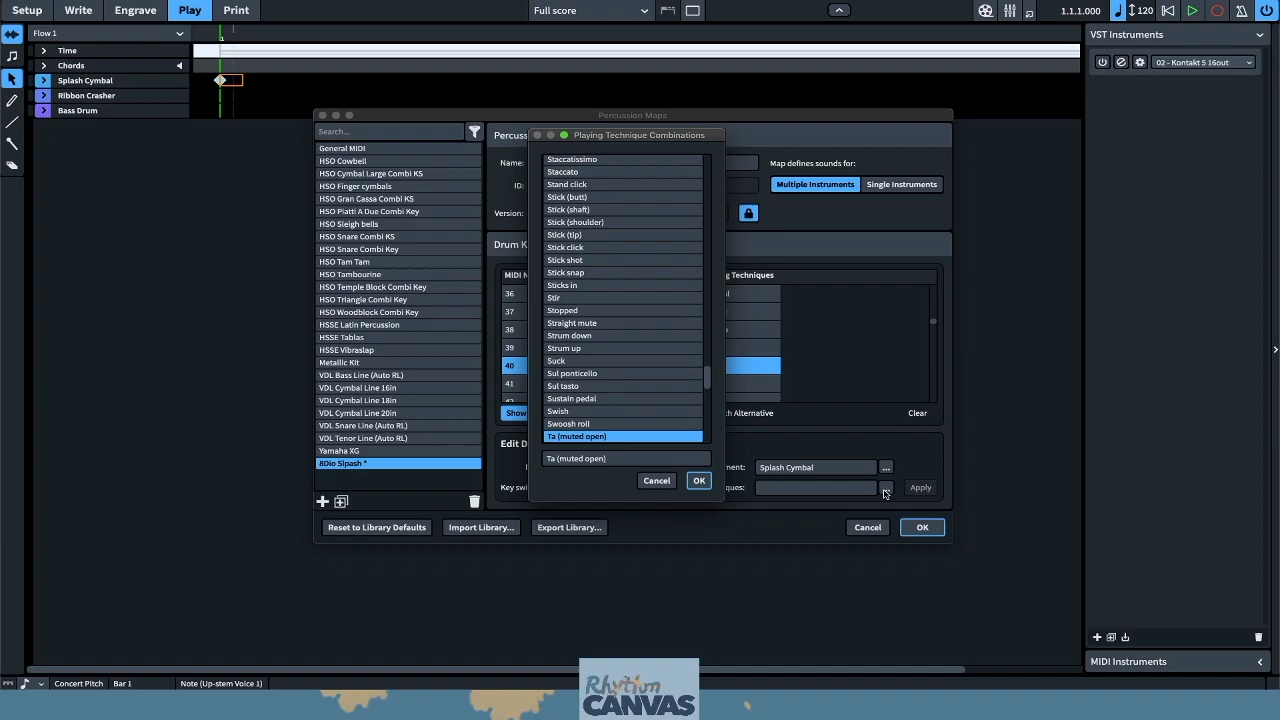 Setup Write Engrave Play Print Full score 1.1.1.000 120
Flow 1
1
Time
Chords
Splash Cymbal
Ribbon Crasher
Bass Drum
VST Instruments
02 - Kontakt 5 16out
Percussion Maps
Search...
General MIDI
HSO Cowbell
HSO Cymbal Large Combi KS
HSO Finger cymbals
HSO Gran Cassa Combi KS
HSO Piatti A Due Combi Key
HSO Sleigh bells
HSO Snare Combi KS
HSO Snare Combi Key
HSO Tam Tam
HSO Tambourine
HSO Temple Block Combi Key
HSO Triangle Combi Key
HSO Woodblock Combi Key
HSSE Latin Percussion
HSSE Tablas
HSSE Vibraslap
Metallic Kit
VDL Bass Line (Auto RL)
VDL Cymbal Line 16in
VDL Cymbal Line 18in
VDL Cymbal Line 20in
VDL Snare Line (Auto RL)
VDL Tenor Line (Auto RL)
Yamaha XG
8Dio Slpash *
Reset to Library Defaults Import Library... Export Library... Cancel OK
Percuss
Name: Map defines sounds for:
ID: Multiple Instruments Single Instruments
Version:
Drum K
MIDI N g Techniques
36
37
38
39
40
41
Show ch Alternative Clear
Edit D
ment: Splash Cymbal ...
Key swi ques: ... Apply
Playing Technique Combinations
Staccatissimo
Staccato
Stand click
Stick (butt)
Stick (shaft)
Stick (shoulder)
Stick (tip)
Stick click
Stick shot
Stick snap
Sticks in
Stir
Stopped
Straight mute
Strum down
Strum up
Suck
Sul ponticello
Sul tasto
Sustain pedal
Swish
Swoosh roll
Ta (muted open)
Ta (muted open)
Cancel OK
MIDI Instruments
Concert Pitch Bar 1 Note (Up-stem Voice 1)
Rhythm
CANVAS